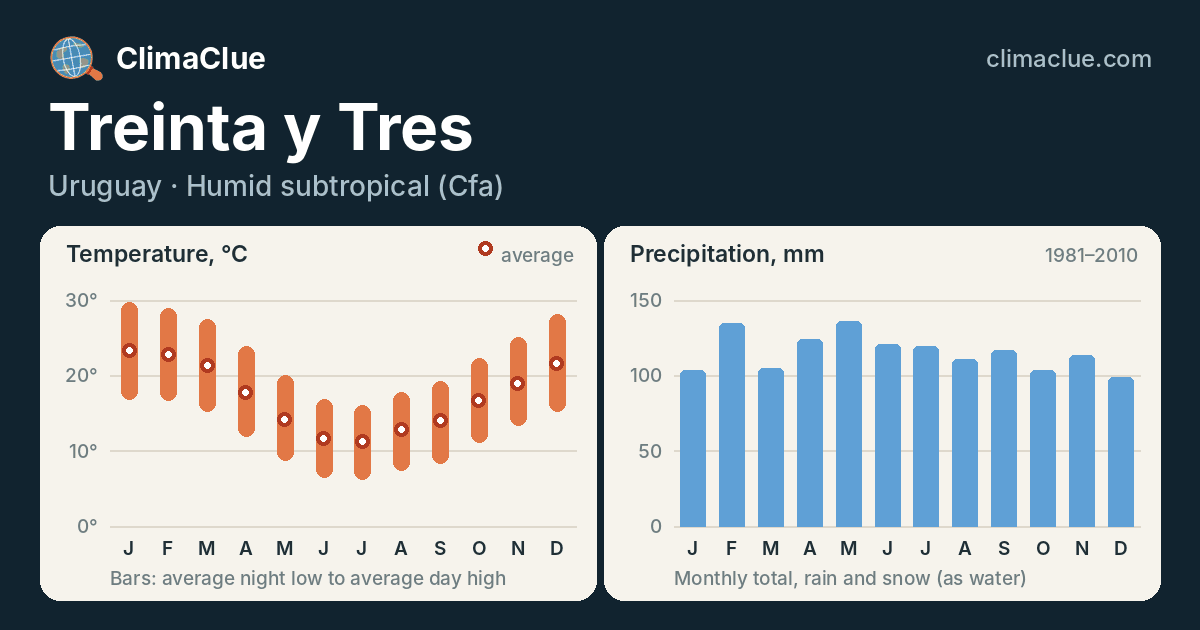 ClimaClue
climaclue.com
Treinta y Tres
Uruguay · Humid subtropical (Cfa)
Temperature, °C
average
30°
20°
10°
0°
J F M A M J J A S O N D
Bars: average night low to average day high
Precipitation, mm
1981–2010
150
100
50
0
J F M A M J J A S O N D
Monthly total, rain and snow (as water)